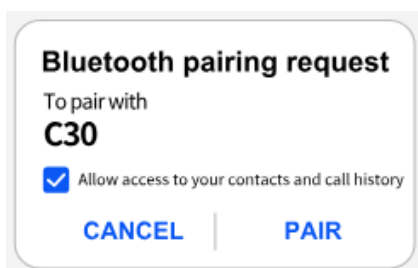 Bluetooth pairing request
To pair with
C30
Allow access to your contacts and call history
CANCEL PAIR